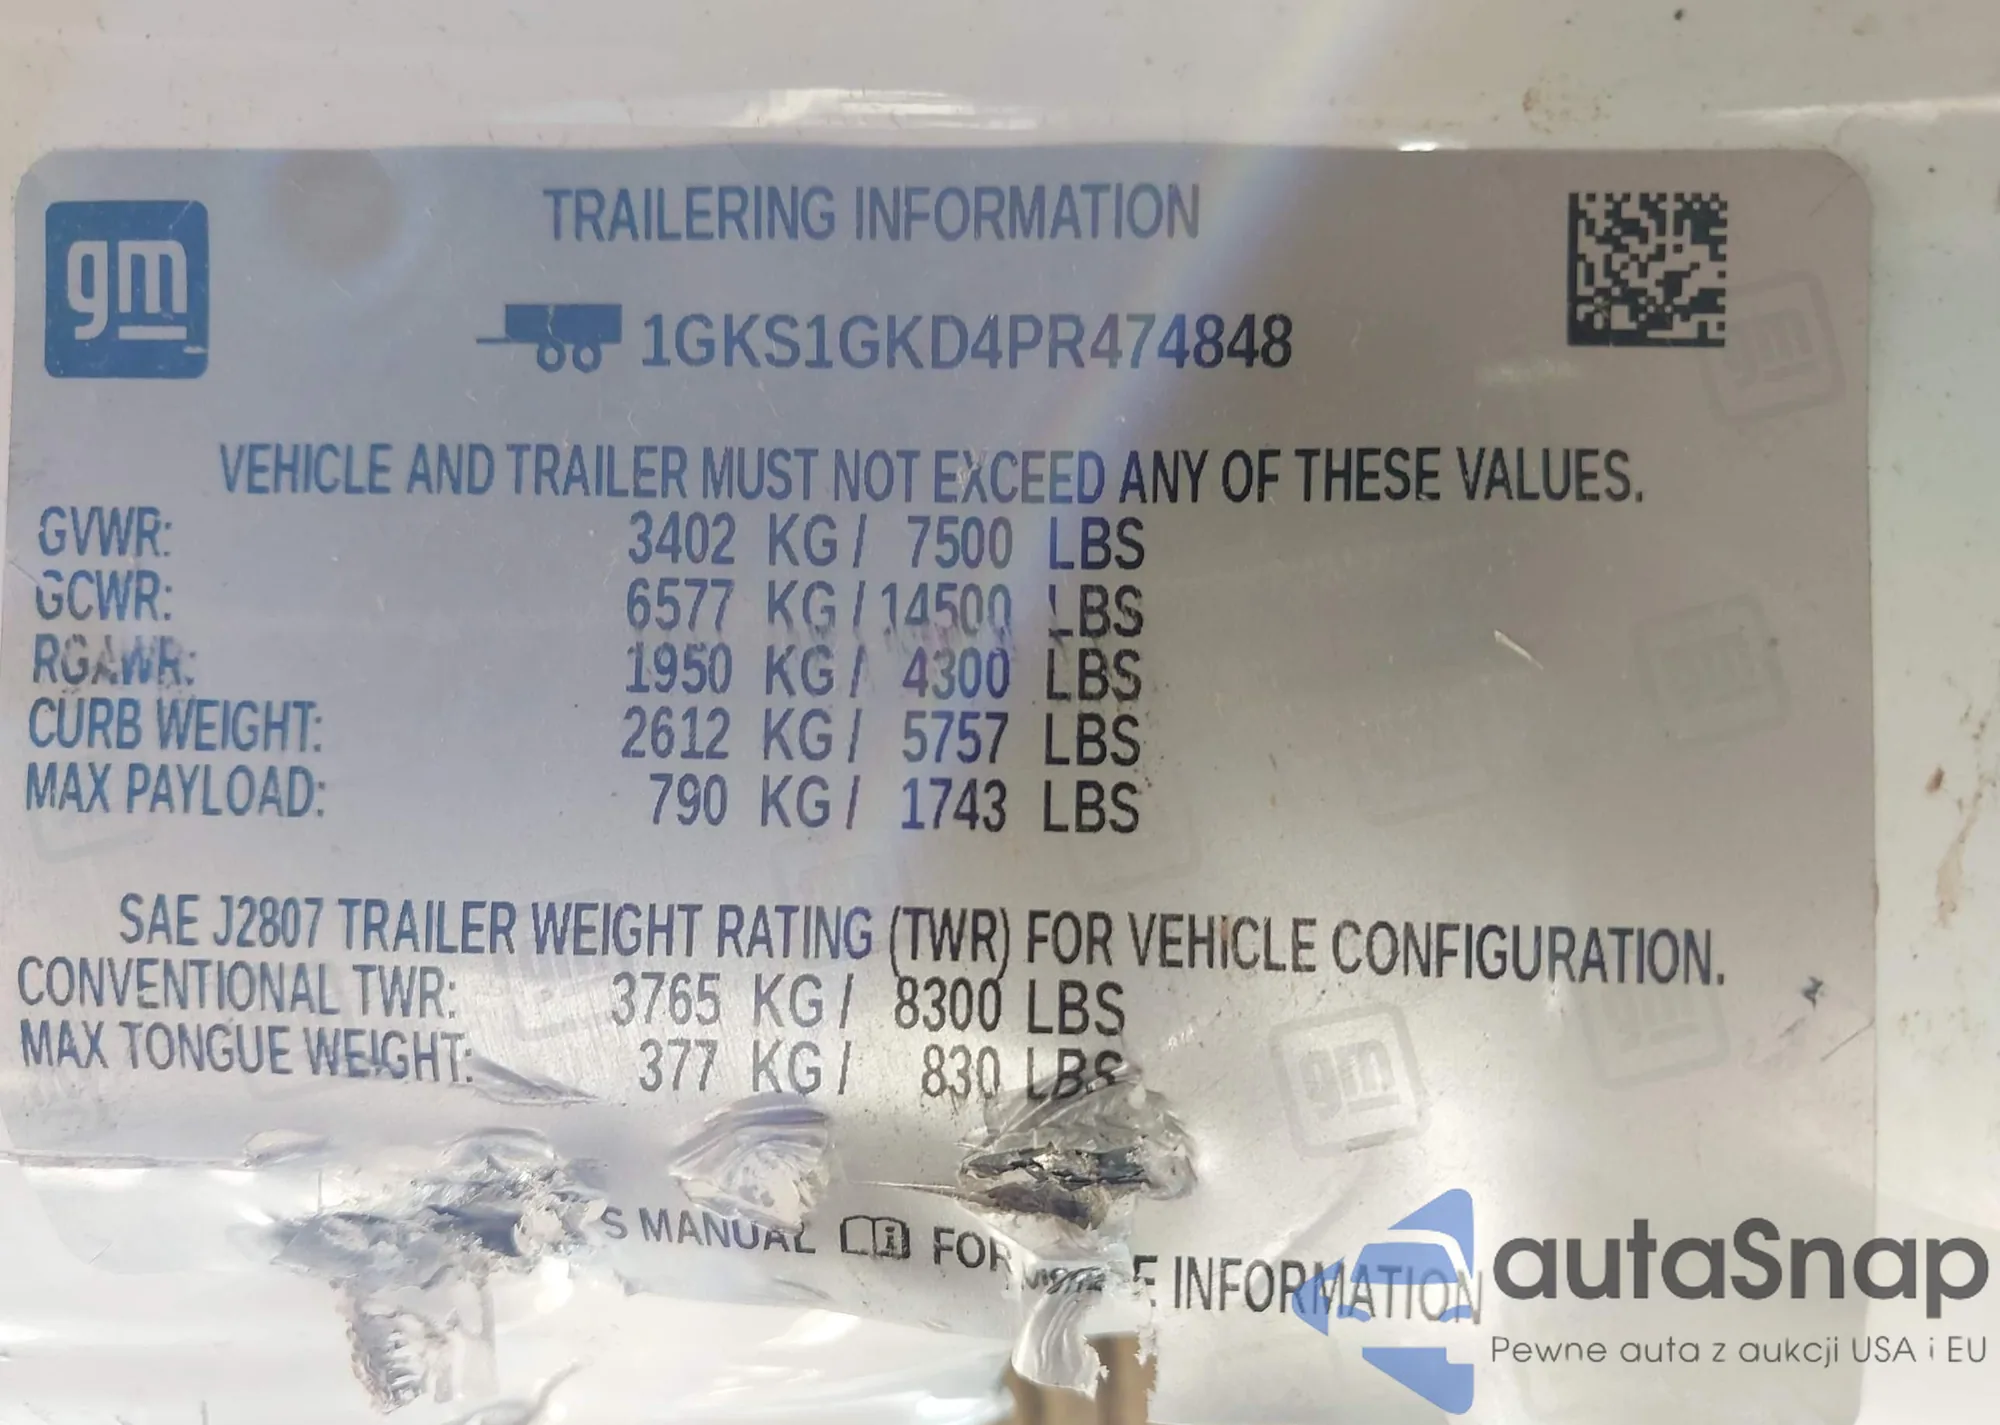 gm
TRAILERING INFORMATION
1GKS1GKD4PR474848
VEHICLE AND TRAILER MUST NOT EXCEED ANY OF THESE VALUES.
GVWR: 3402 KG / 7500 LBS
GCWR: 6577 KG / 14500 LBS
RGAWR: 1950 KG / 4300 LBS
CURB WEIGHT: 2612 KG / 5757 LBS
MAX PAYLOAD: 790 KG / 1743 LBS
SAE J2807 TRAILER WEIGHT RATING (TWR) FOR VEHICLE CONFIGURATION.
CONVENTIONAL TWR: 3765 KG / 8300 LBS
MAX TONGUE WEIGHT: 377 KG / 830 LBS
MANUAL FOR INFORMATION
autaSnap
Pewne auta z aukcji USA i EU